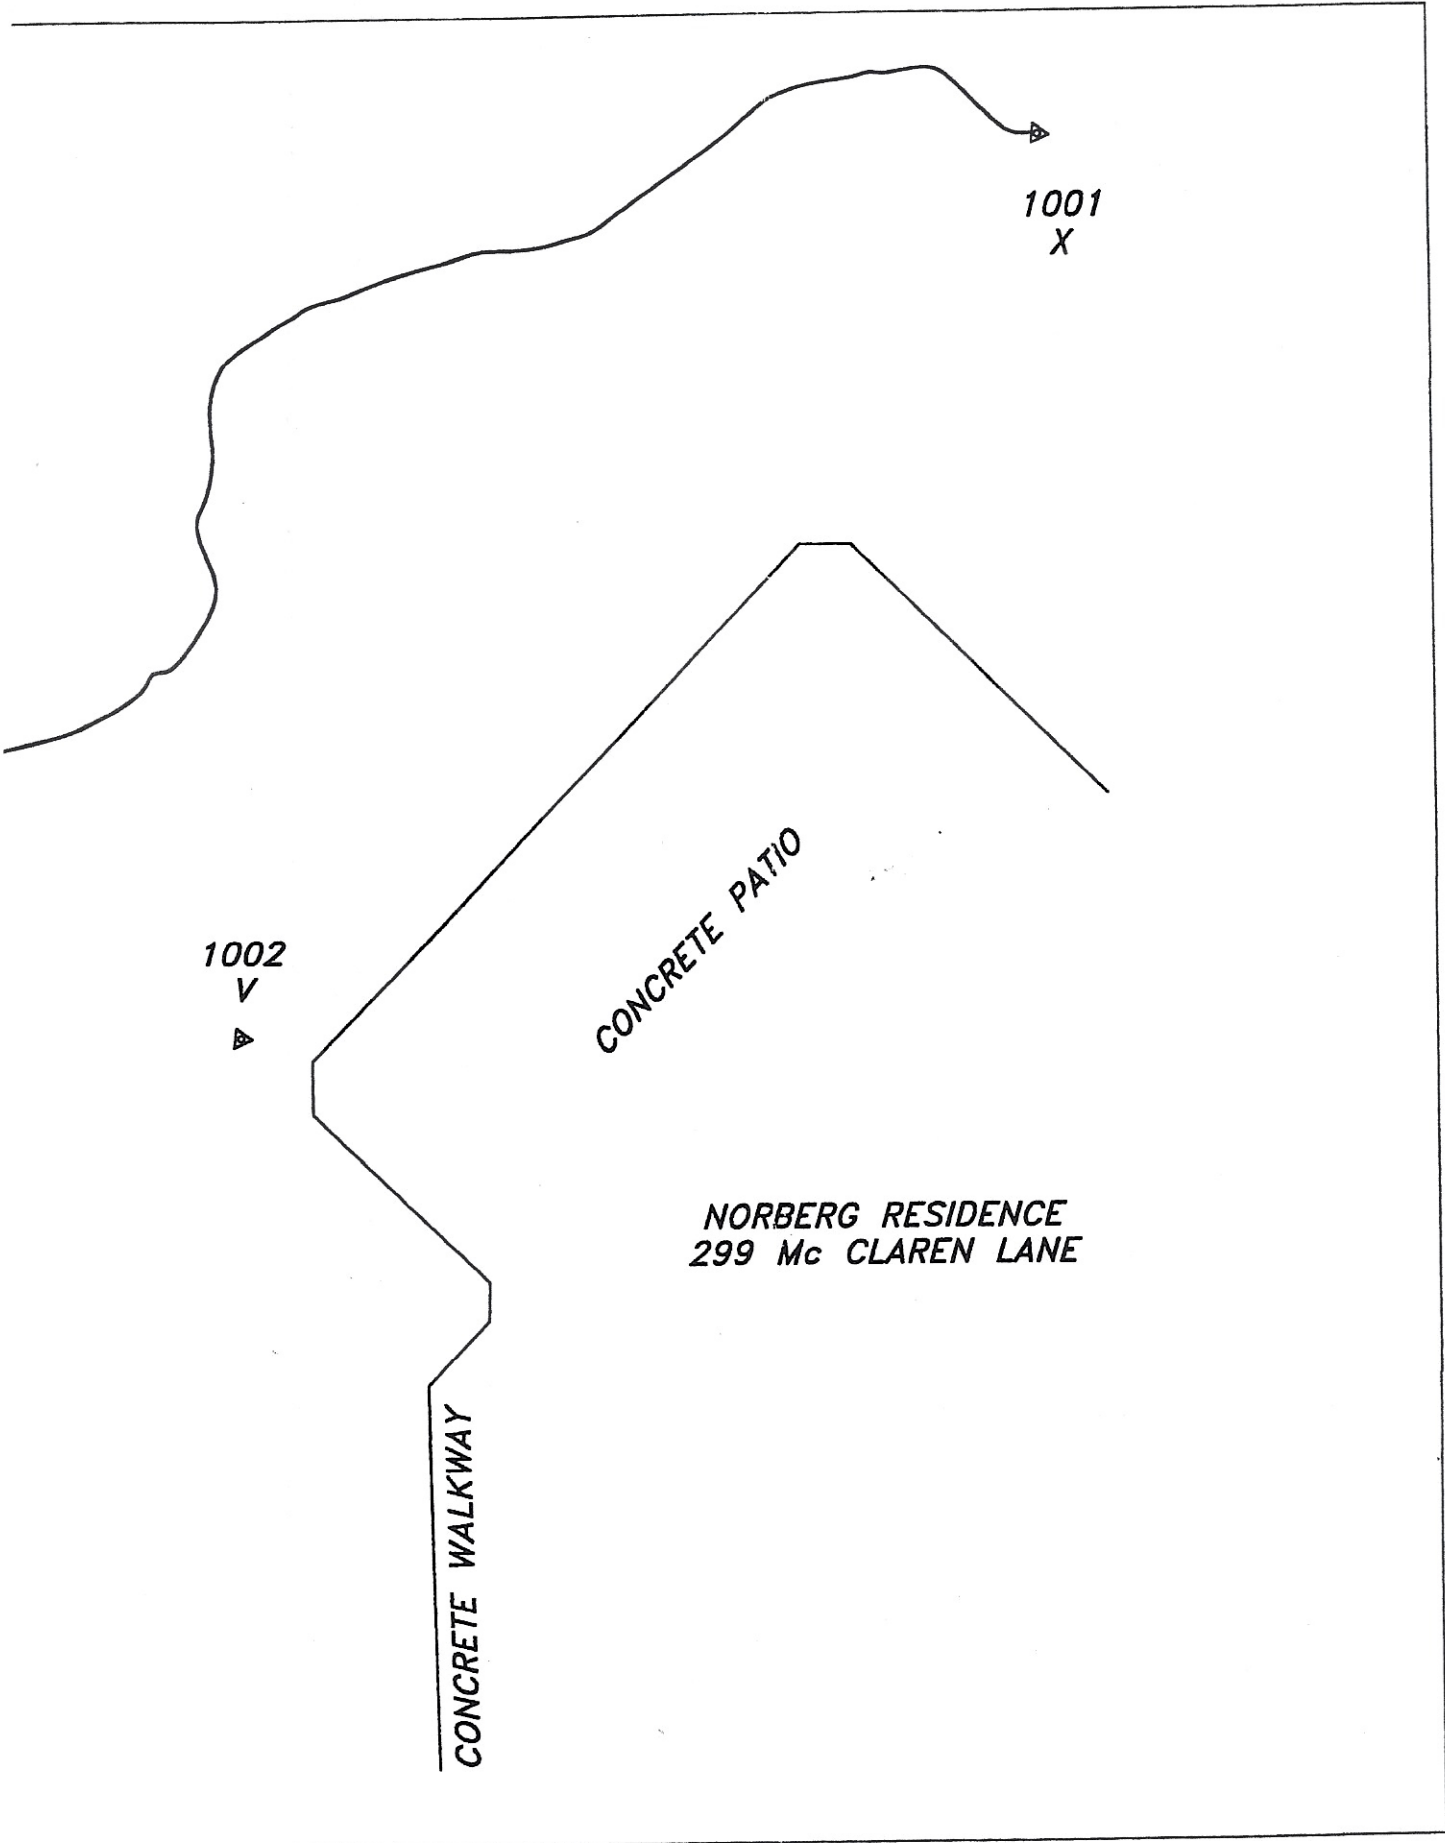 1001
X
CONCRETE PATIO
1002
V
NORBERG RESIDENCE
299 Mc CLAREN LANE
CONCRETE WALKWAY